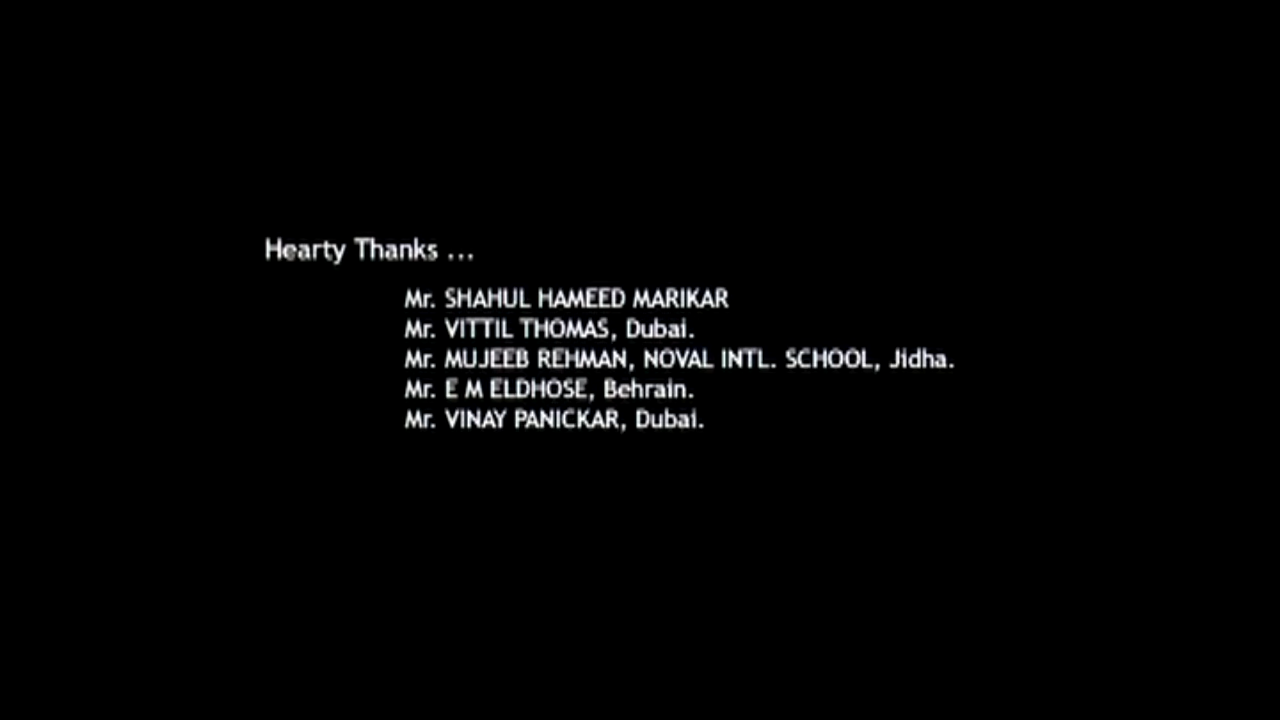 Hearty Thanks ...
Mr. SHAHUL HAMEED MARIKAR
Mr. VITTIL THOMAS, Dubai.
Mr. MUJEEB REHMAN, NOVAL INTL. SCHOOL, Jidha.
Mr. E M ELDHOSE, Behrain.
Mr. VINAY PANICKAR, Dubai.